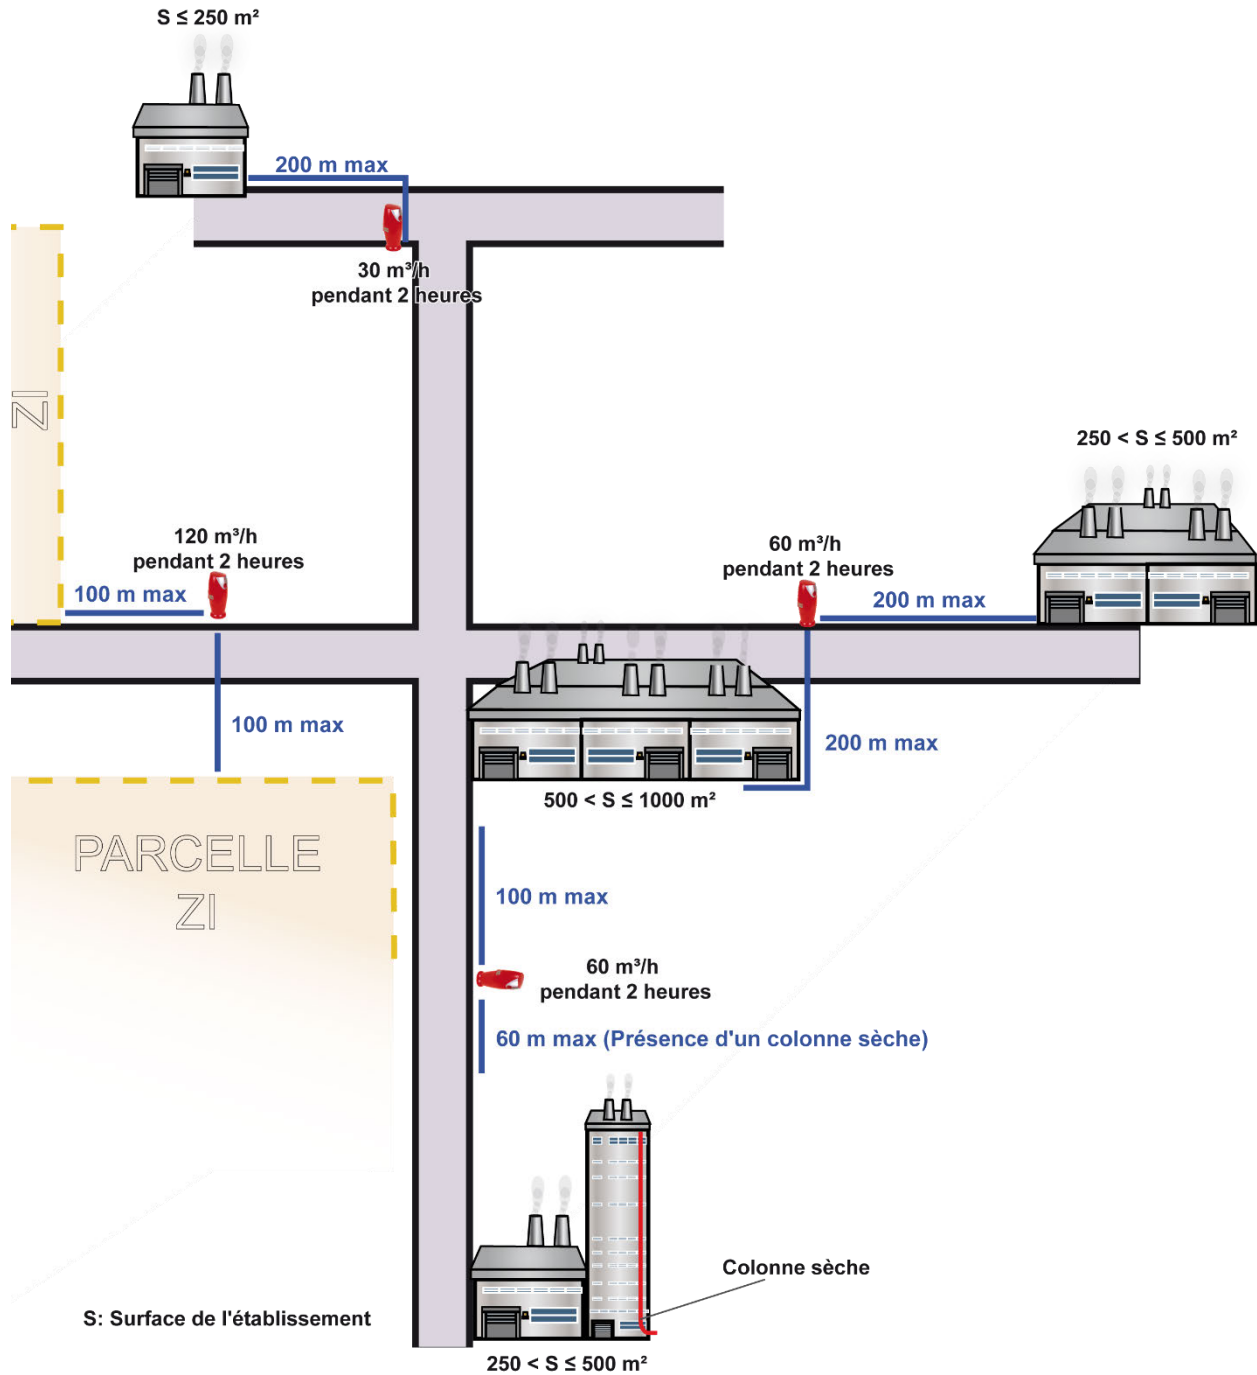 S ≤ 250 m²
200 m max
30 m³/h
pendant 2 heures
ZI
250 < S ≤ 500 m²
120 m³/h
pendant 2 heures
100 m max
60 m³/h
pendant 2 heures
200 m max
100 m max
200 m max
500 < S ≤ 1000 m²
PARCELLE
ZI
100 m max
60 m³/h
pendant 2 heures
60 m max (Présence d'un colonne sèche)
Colonne sèche
S: Surface de l'établissement
250 < S ≤ 500 m²